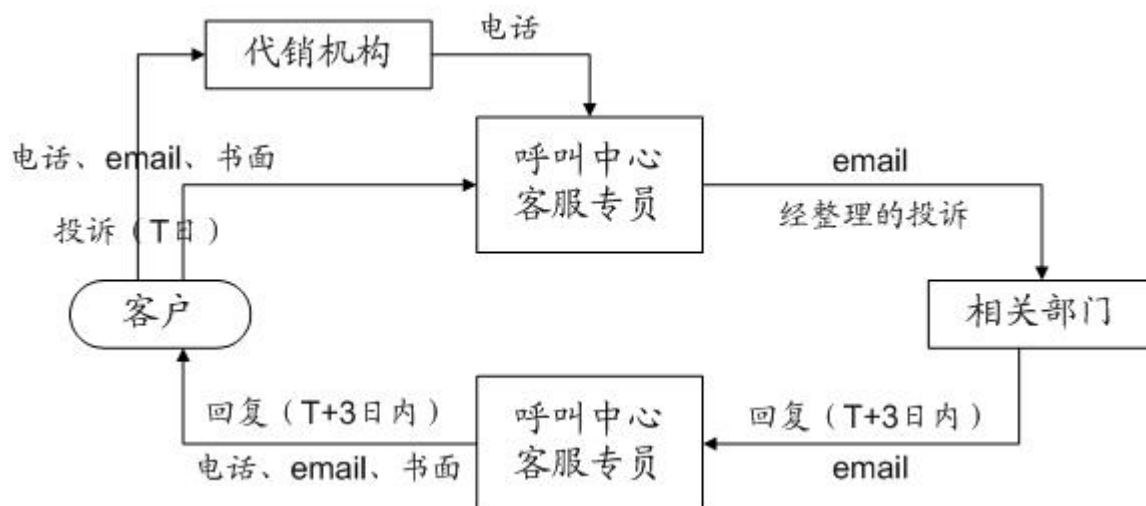 代销机构
电话
呼叫中心
客服专员
电话、email、书面
email
经整理的投诉
投诉（T日）
客户
相关部门
回复（T+3日内）
电话、email、书面
呼叫中心
客服专员
回复（T+3日内）
email